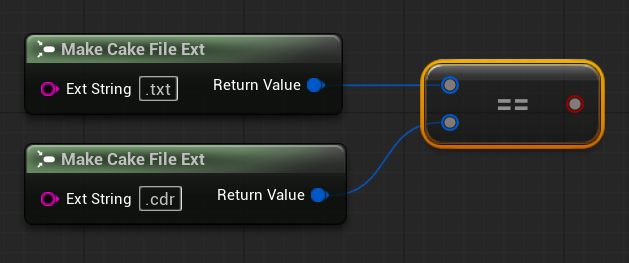 Make Cake File Ext
Ext String .txt Return Value
==
Make Cake File Ext
Ext String .cdr Return Value